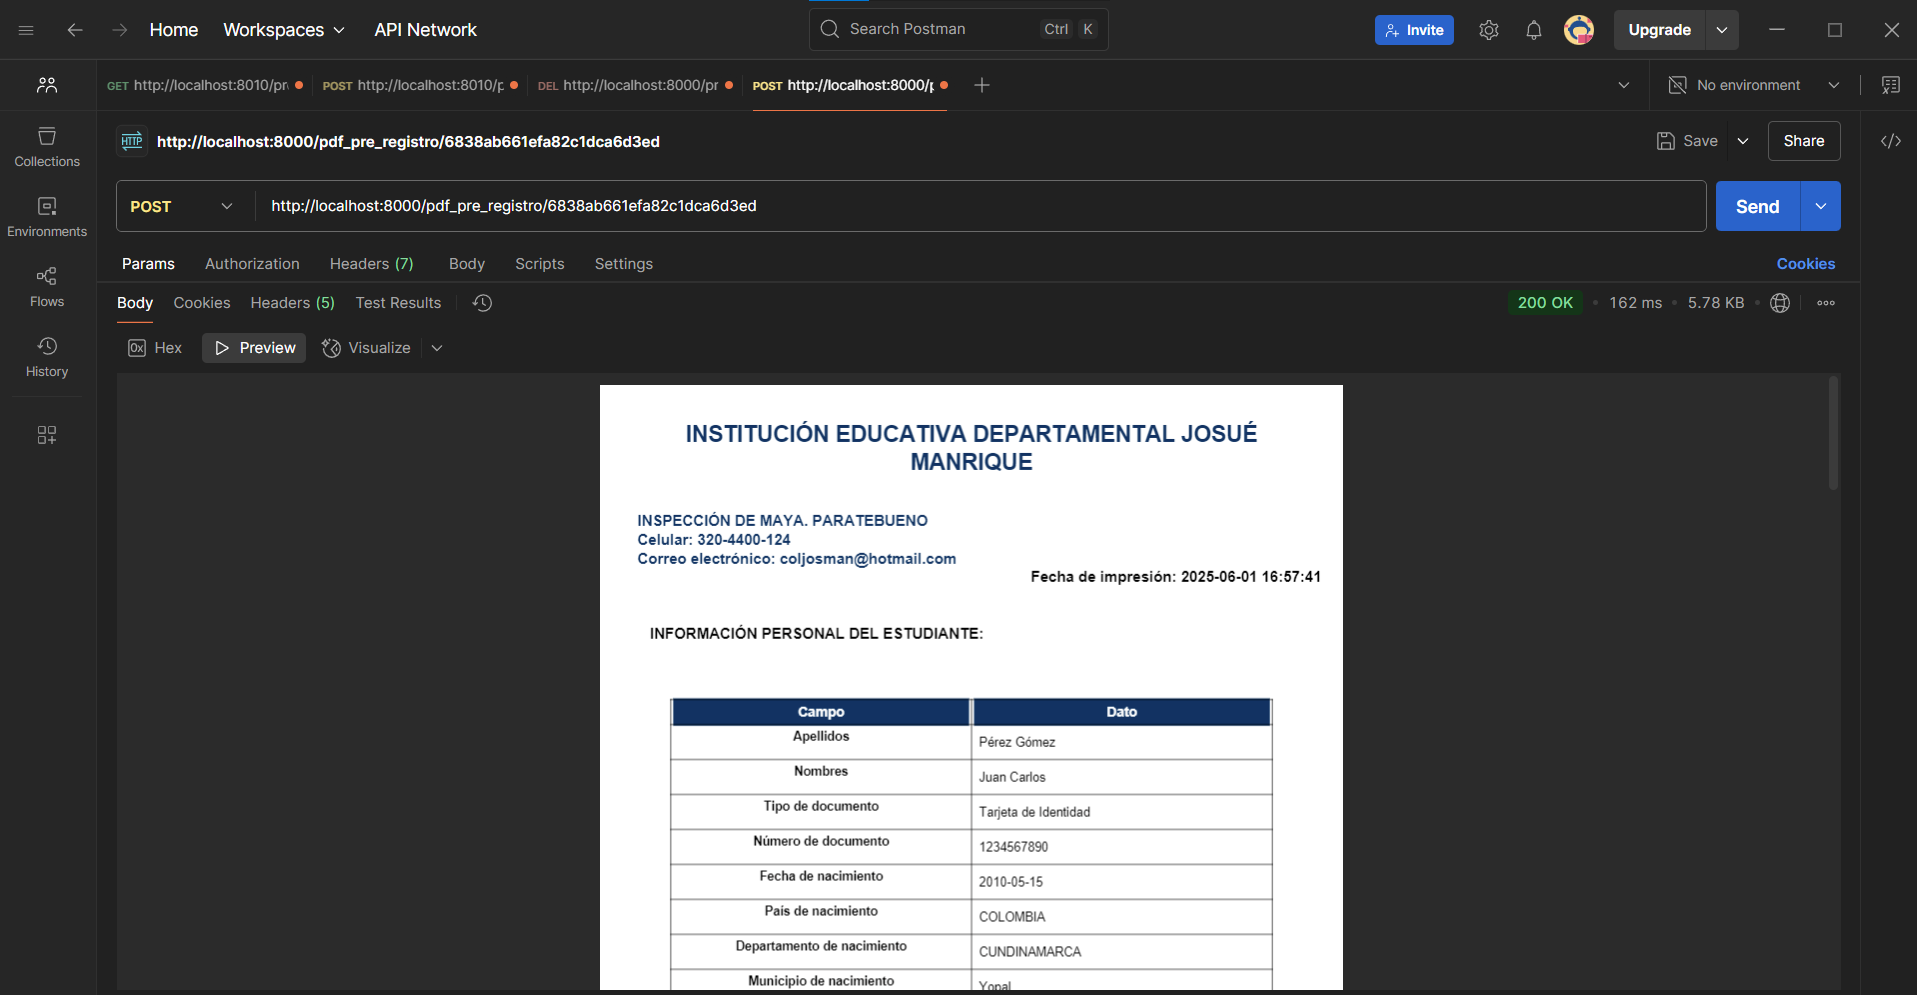 Home Workspaces API Network Search Postman Ctrl K Invite Upgrade
GET http://localhost:8010/pr POST http://localhost:8010/p DEL http://localhost:8000/pr POST http://localhost:8000/p No environment
HTTP http://localhost:8000/pdf_pre_registro/6838ab661efa82c1dca6d3ed Save Share
Collections
POST http://localhost:8000/pdf_pre_registro/6838ab661efa82c1dca6d3ed Send
Environments
Params Authorization Headers (7) Body Scripts Settings Cookies
Flows
Body Cookies Headers (5) Test Results 200 OK • 162 ms • 5.78 KB •
0x Hex Preview Visualize
History
INSTITUCIÓN EDUCATIVA DEPARTAMENTAL JOSUÉ
MANRIQUE
INSPECCIÓN DE MAYA. PARATEBUENO
Celular: 320-4400-124
Correo electrónico: coljosman@hotmail.com
Fecha de impresión: 2025-06-01 16:57:41
INFORMACIÓN PERSONAL DEL ESTUDIANTE:
Campo Dato
Apellidos Pérez Gómez
Nombres Juan Carlos
Tipo de documento Tarjeta de Identidad
Número de documento 1234567890
Fecha de nacimiento 2010-05-15
País de nacimiento COLOMBIA
Departamento de nacimiento CUNDINAMARCA
Municipio de nacimiento Yopal